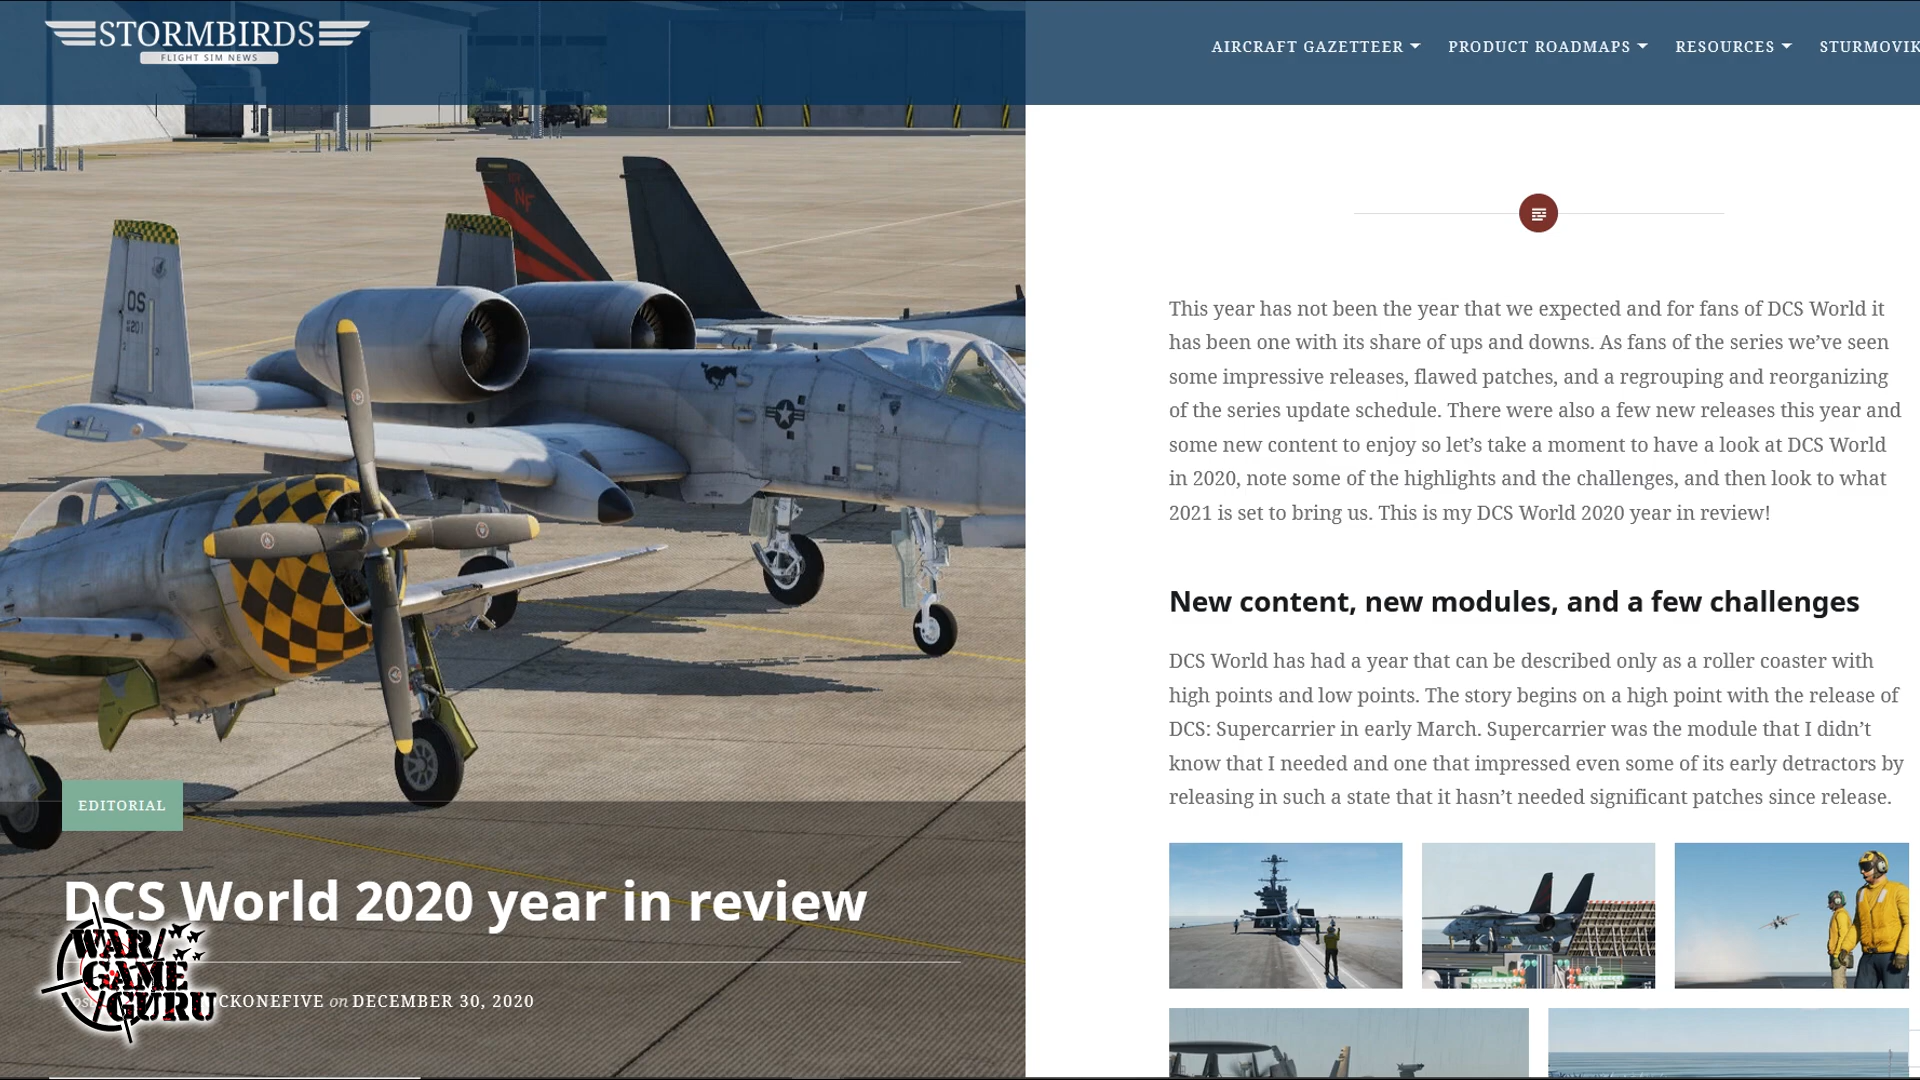 STORMBIRDS
FLIGHT SIM NEWS
AIRCRAFT GAZETTEER
PRODUCT ROADMAPS
RESOURCES
STURMOVIK
NF
OS
201
EDITORIAL
DCS World 2020 year in review
WAR/
GAME
/GURU
CKONEFIVE on DECEMBER 30, 2020
This year has not been the year that we expected and for fans of DCS World it
has been one with its share of ups and downs. As fans of the series we’ve seen
some impressive releases, flawed patches, and a regrouping and reorganizing
of the series update schedule. There were also a few new releases this year and
some new content to enjoy so let’s take a moment to have a look at DCS World
in 2020, note some of the highlights and the challenges, and then look to what
2021 is set to bring us. This is my DCS World 2020 year in review!
New content, new modules, and a few challenges
DCS World has had a year that can be described only as a roller coaster with
high points and low points. The story begins on a high point with the release of
DCS: Supercarrier in early March. Supercarrier was the module that I didn’t
know that I needed and one that impressed even some of its early detractors by
releasing in such a state that it hasn’t needed significant patches since release.